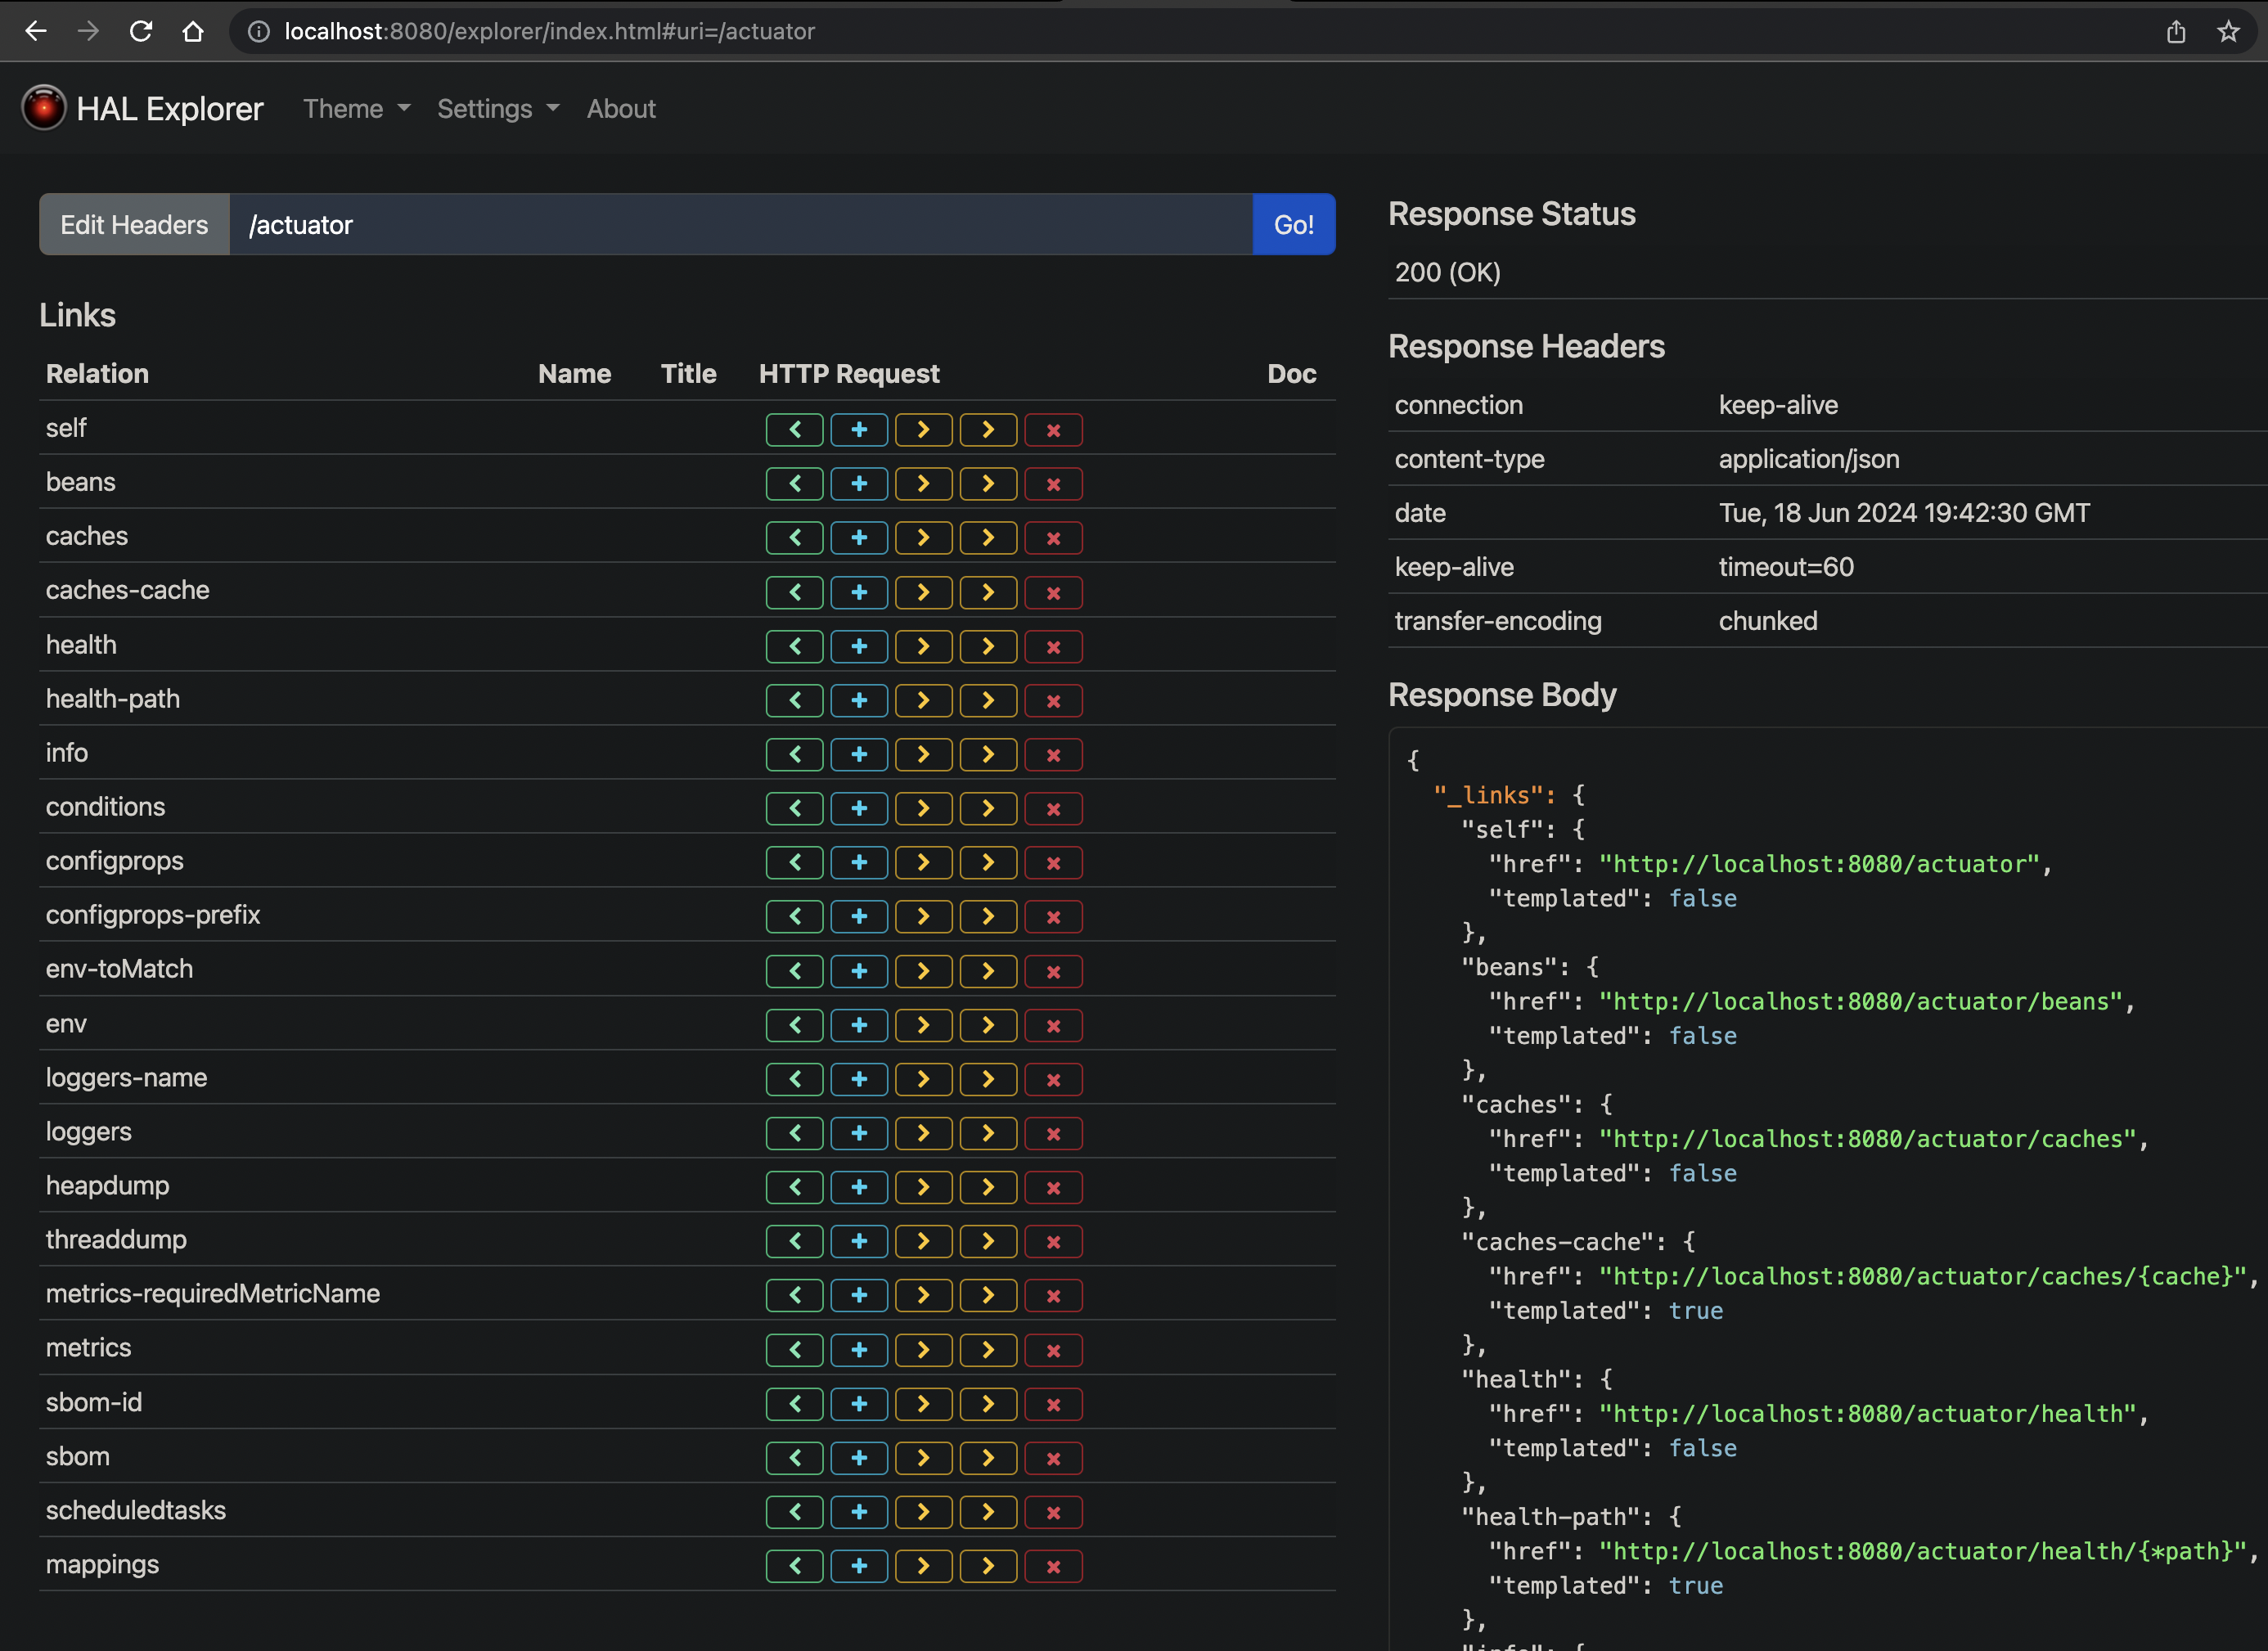 localhost:8080/explorer/index.html#uri=/actuator
HAL Explorer Theme Settings About
Edit Headers /actuator Go!
Links
Relation Name Title HTTP Request Doc
self
beans
caches
caches-cache
health
health-path
info
conditions
configprops
configprops-prefix
env-toMatch
env
loggers-name
loggers
heapdump
threaddump
metrics-requiredMetricName
metrics
sbom-id
sbom
scheduledtasks
mappings
Response Status
200 (OK)
Response Headers
connection keep-alive
content-type application/json
date Tue, 18 Jun 2024 19:42:30 GMT
keep-alive timeout=60
transfer-encoding chunked
Response Body
{
"_links": {
"self": {
"href": "http://localhost:8080/actuator",
"templated": false
},
"beans": {
"href": "http://localhost:8080/actuator/beans",
"templated": false
},
"caches": {
"href": "http://localhost:8080/actuator/caches",
"templated": false
},
"caches-cache": {
"href": "http://localhost:8080/actuator/caches/{cache}",
"templated": true
},
"health": {
"href": "http://localhost:8080/actuator/health",
"templated": false
},
"health-path": {
"href": "http://localhost:8080/actuator/health/{*path}",
"templated": true
},
"info": {